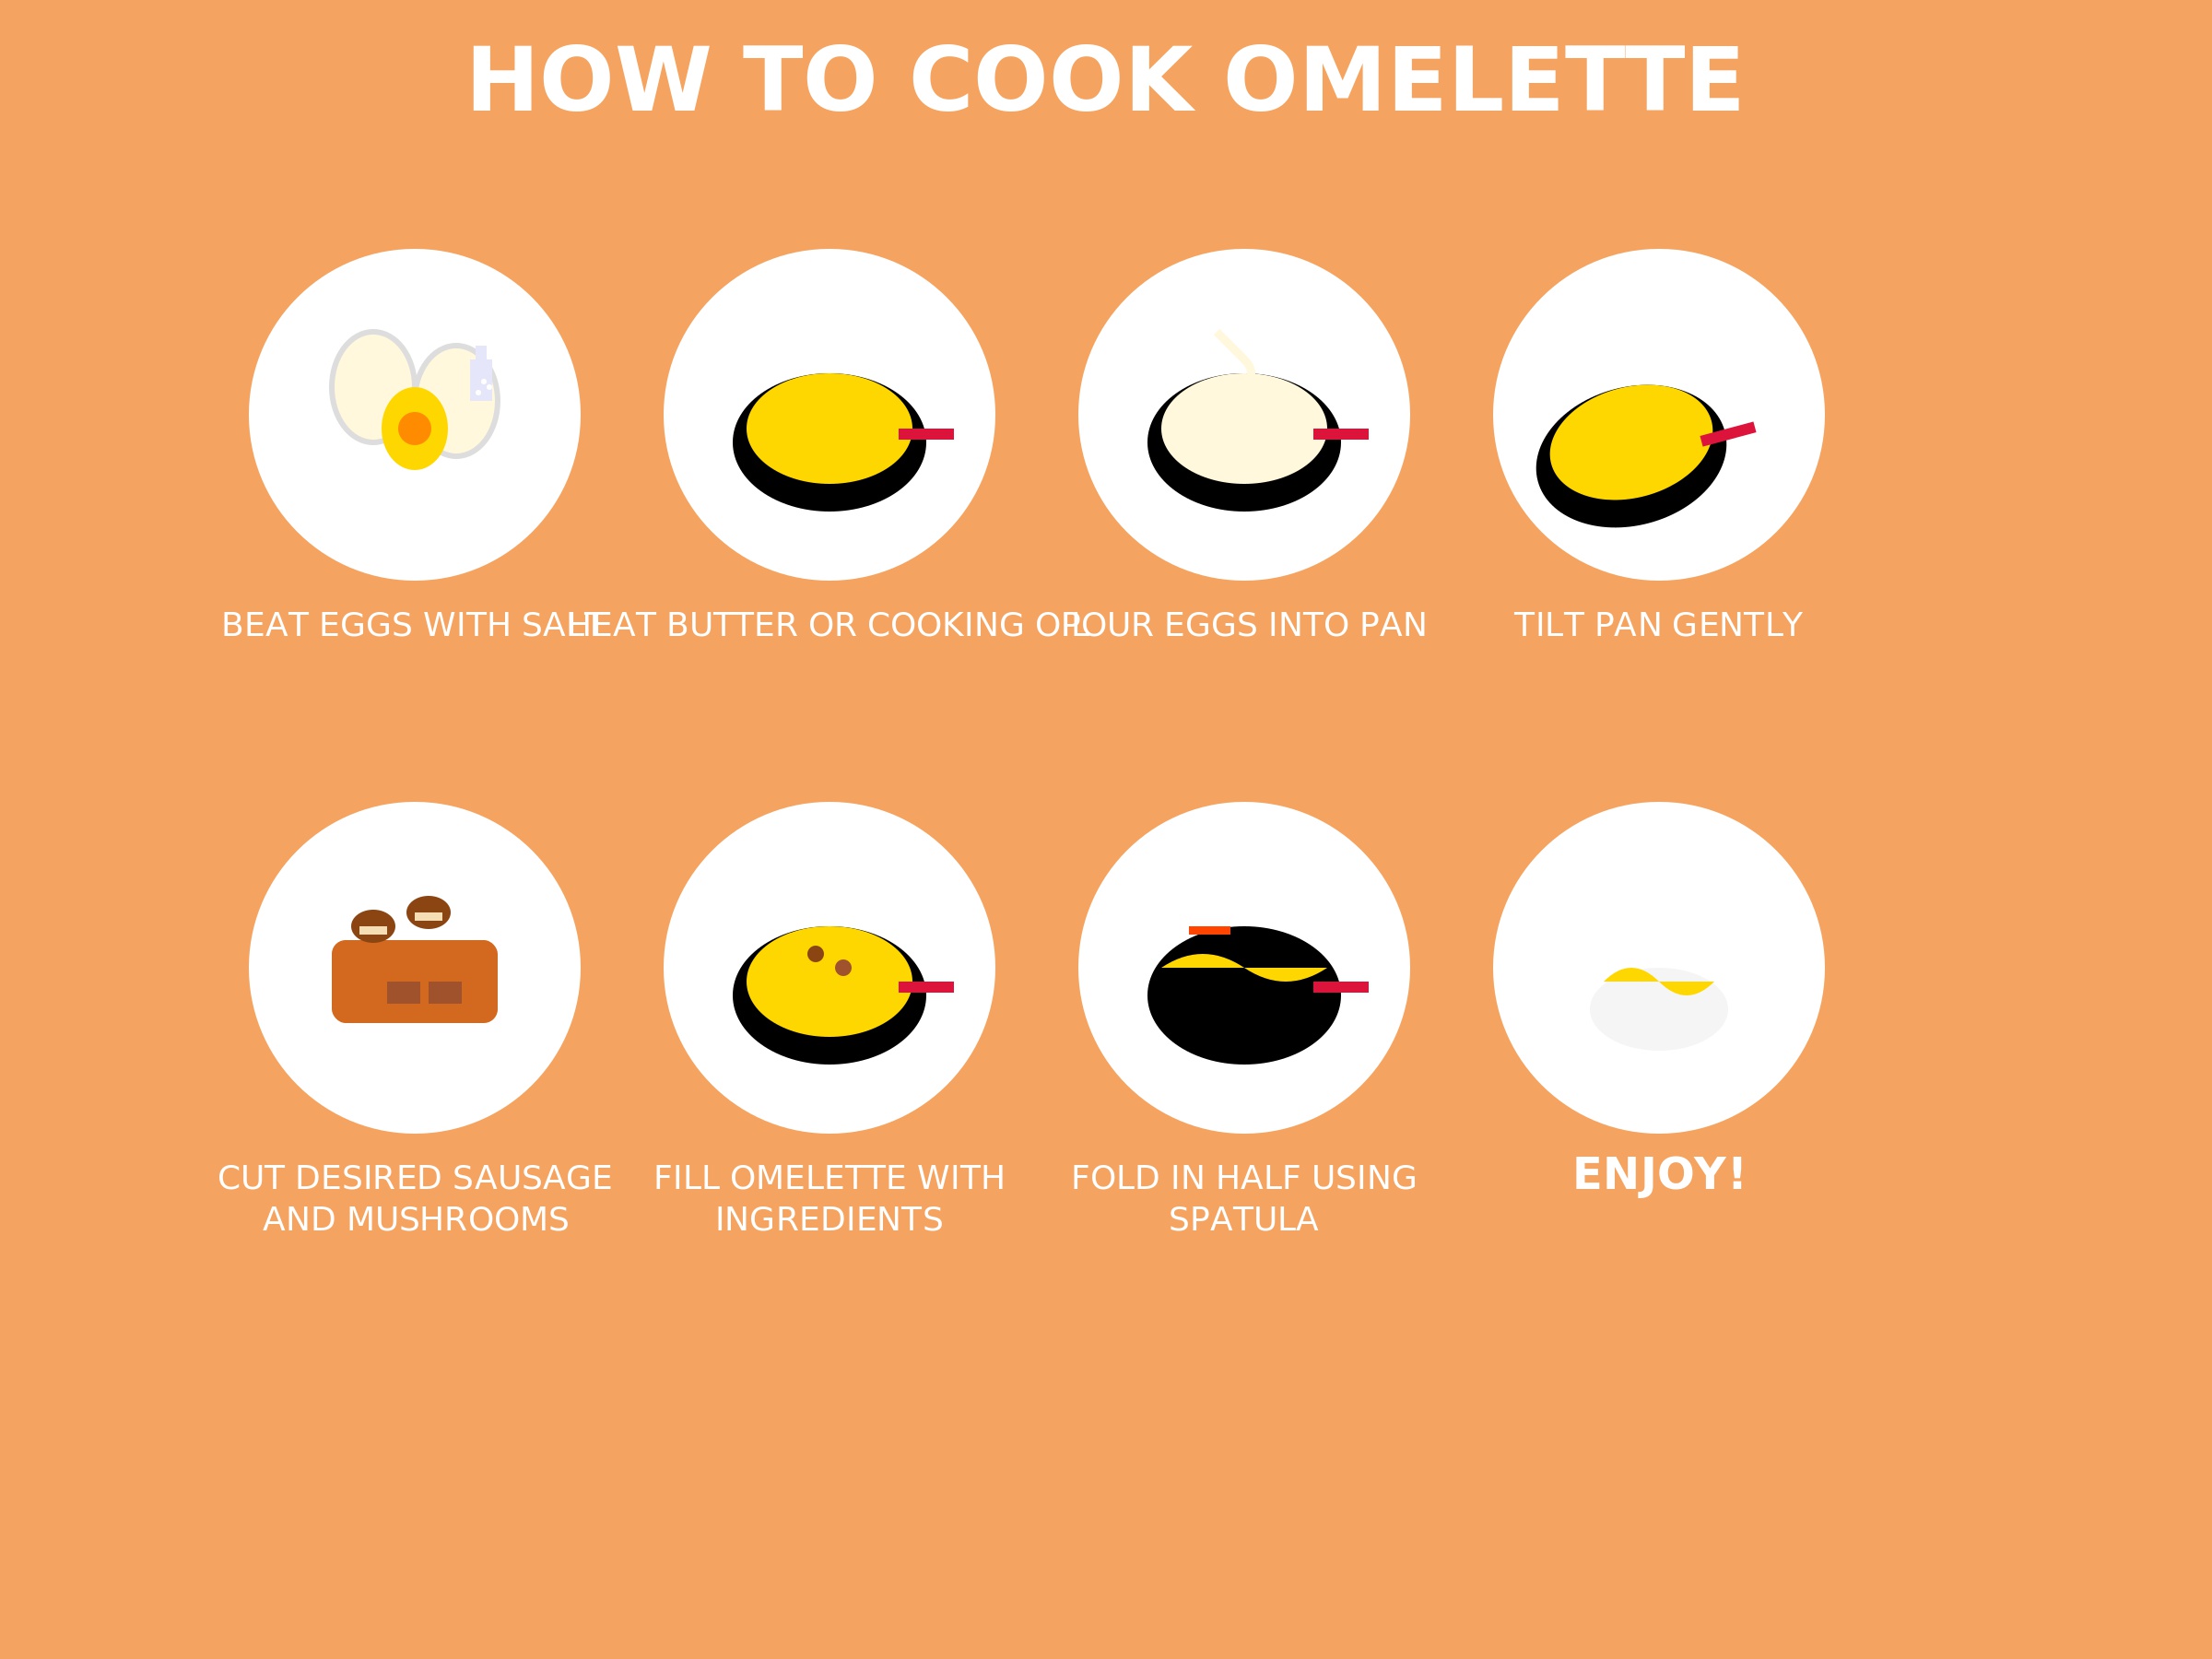 HOW TO COOK OMELETTE
BEAT EGGS WITH SALT
HEAT BUTTER OR COOKING OIL
POUR EGGS INTO PAN
TILT PAN GENTLY
CUT DESIRED SAUSAGE
AND MUSHROOMS
FILL OMELETTE WITH
INGREDIENTS
FOLD IN HALF USING
SPATULA
ENJOY!